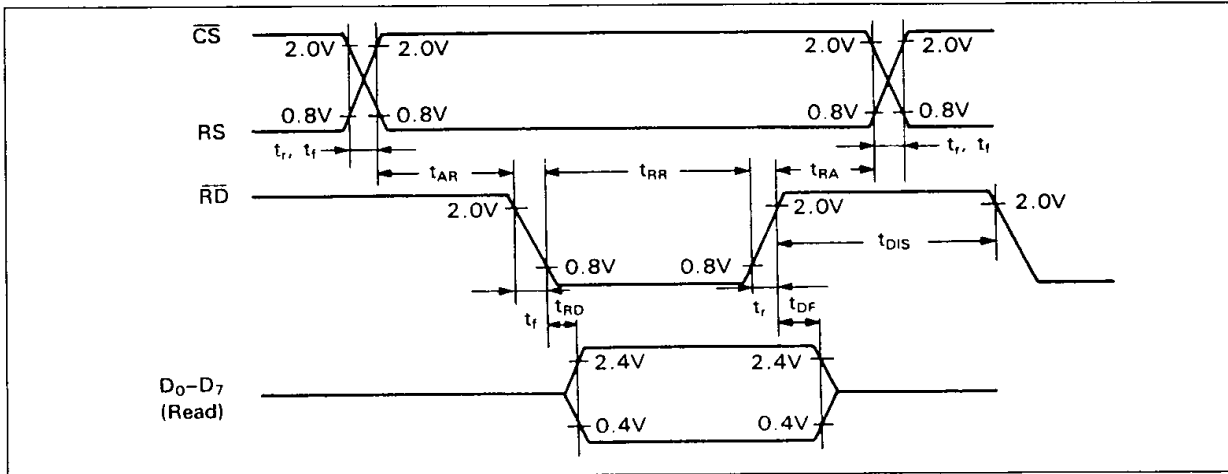 C̅S̅
2.0V 2.0V 2.0V 2.0V
0.8V 0.8V 0.8V 0.8V
RS
tr, tf tr, tf
tAR tRR tRA
R̅D̅
2.0V 2.0V 2.0V
tDIS
0.8V 0.8V
tf tRD tr tDF
2.4V 2.4V
D0–D7
(Read)
0.4V 0.4V